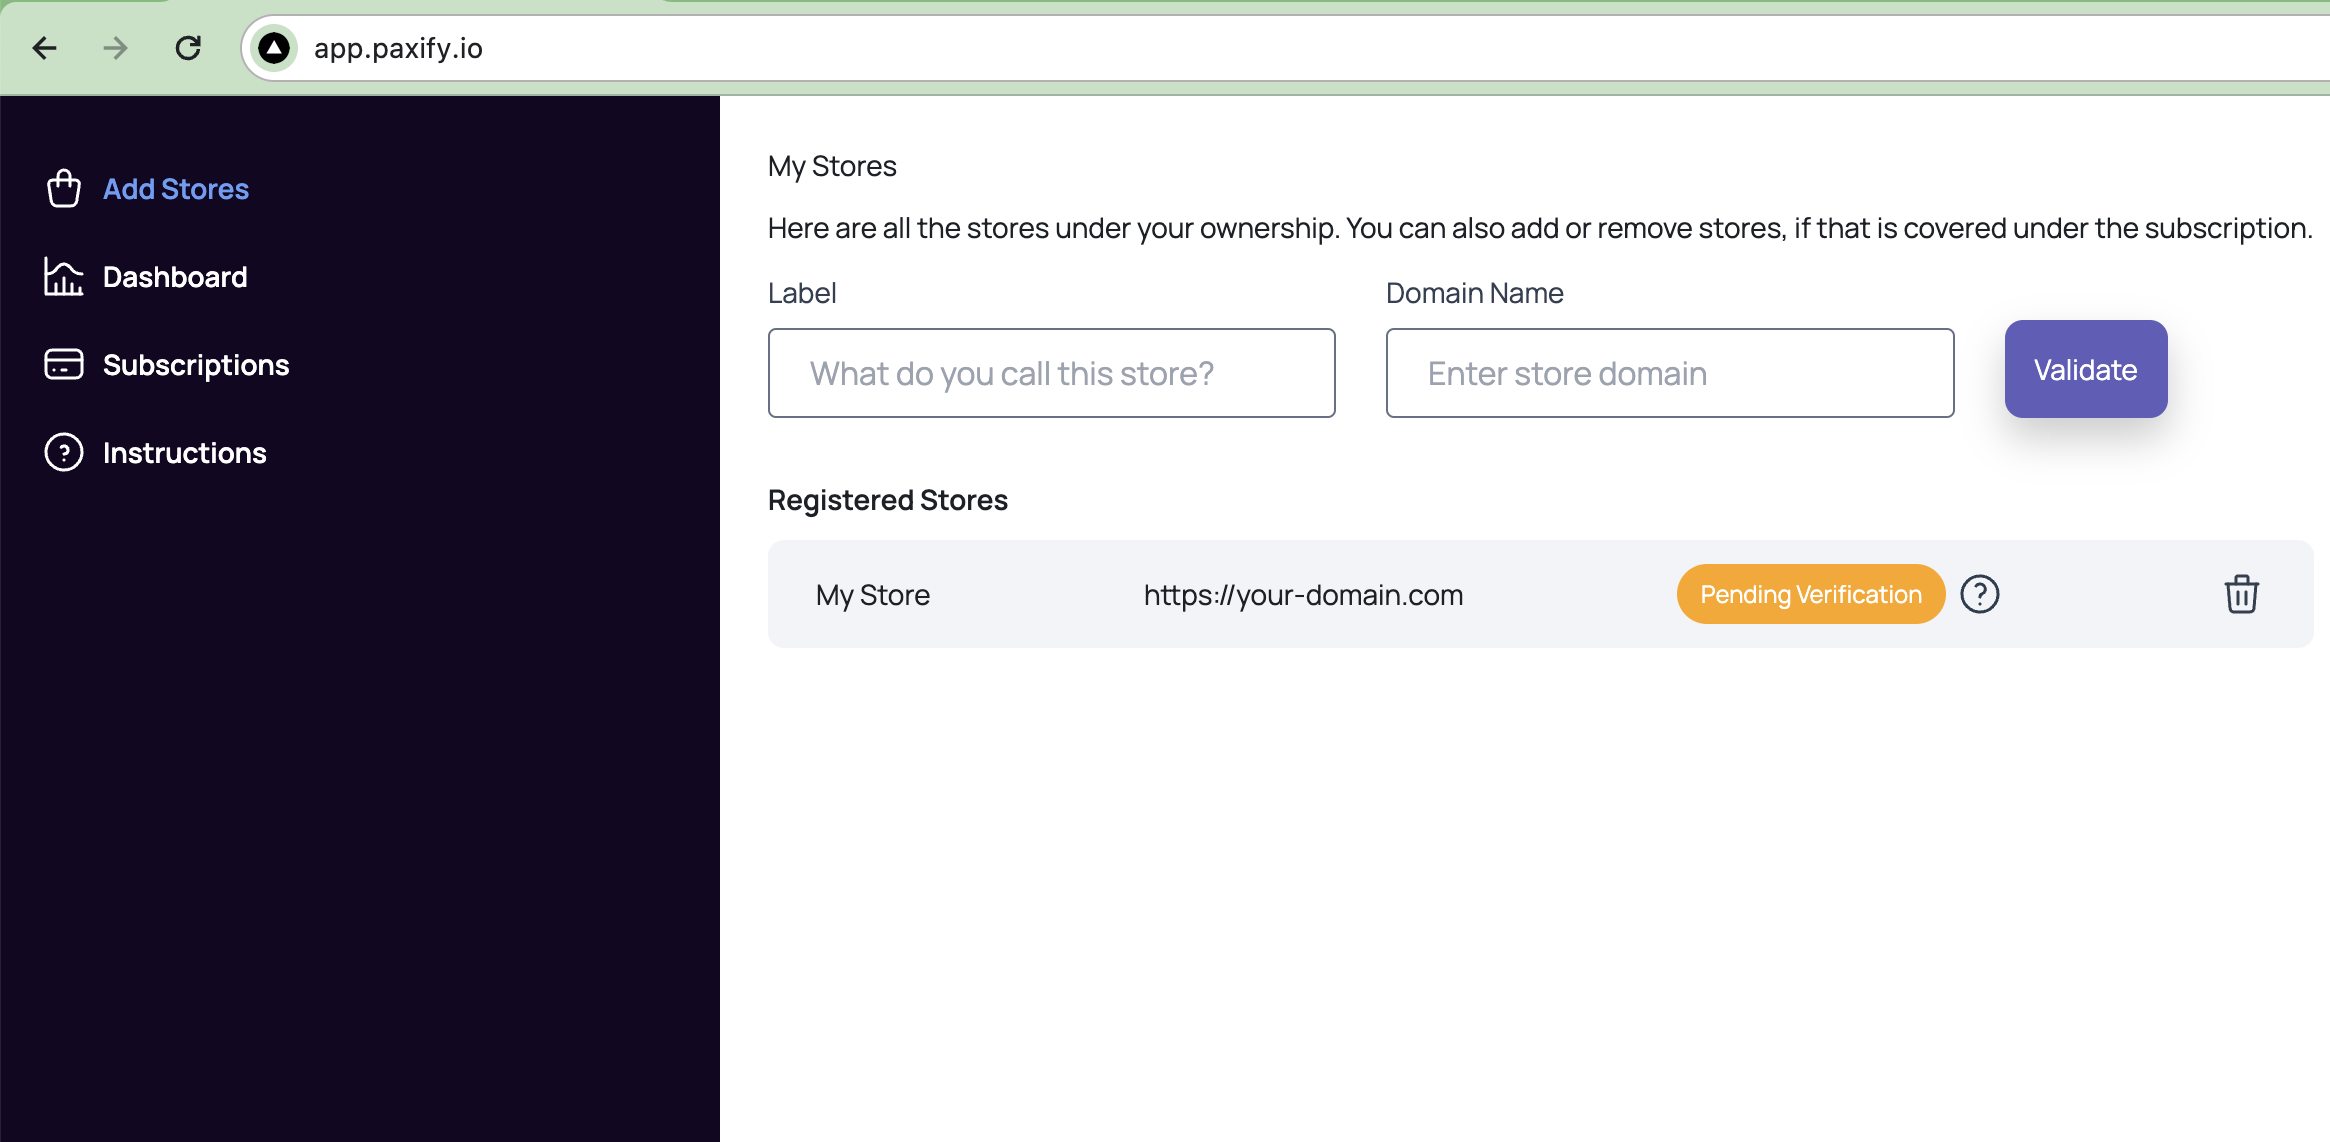 app.paxify.io
Add Stores
Dashboard
Subscriptions
Instructions
My Stores
Here are all the stores under your ownership. You can also add or remove stores, if that is covered under the subscription.
Label
Domain Name
What do you call this store?
Enter store domain
Validate
Registered Stores
My Store
https://your-domain.com
Pending Verification